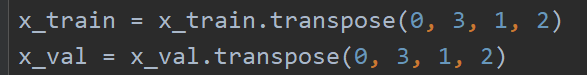 x_train = x_train.transpose(0, 3, 1, 2)
x_val = x_val.transpose(0, 3, 1, 2)